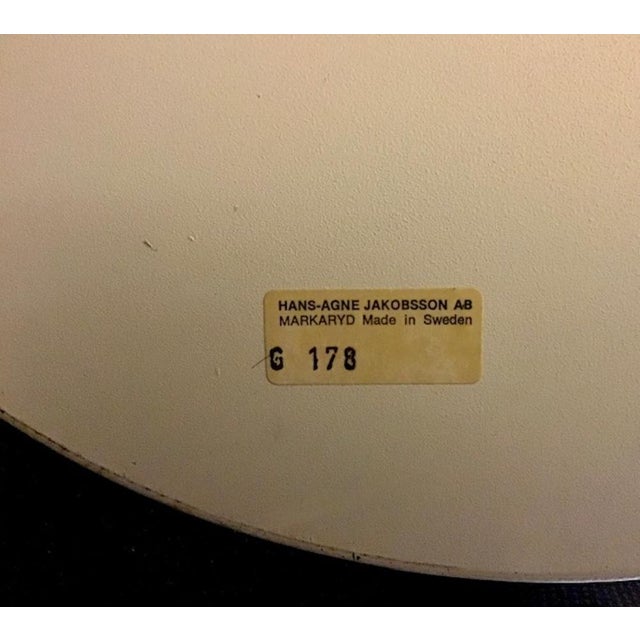 HANS-AGNE JAKOBSSON AB
MARKARYD Made in Sweden
G 178